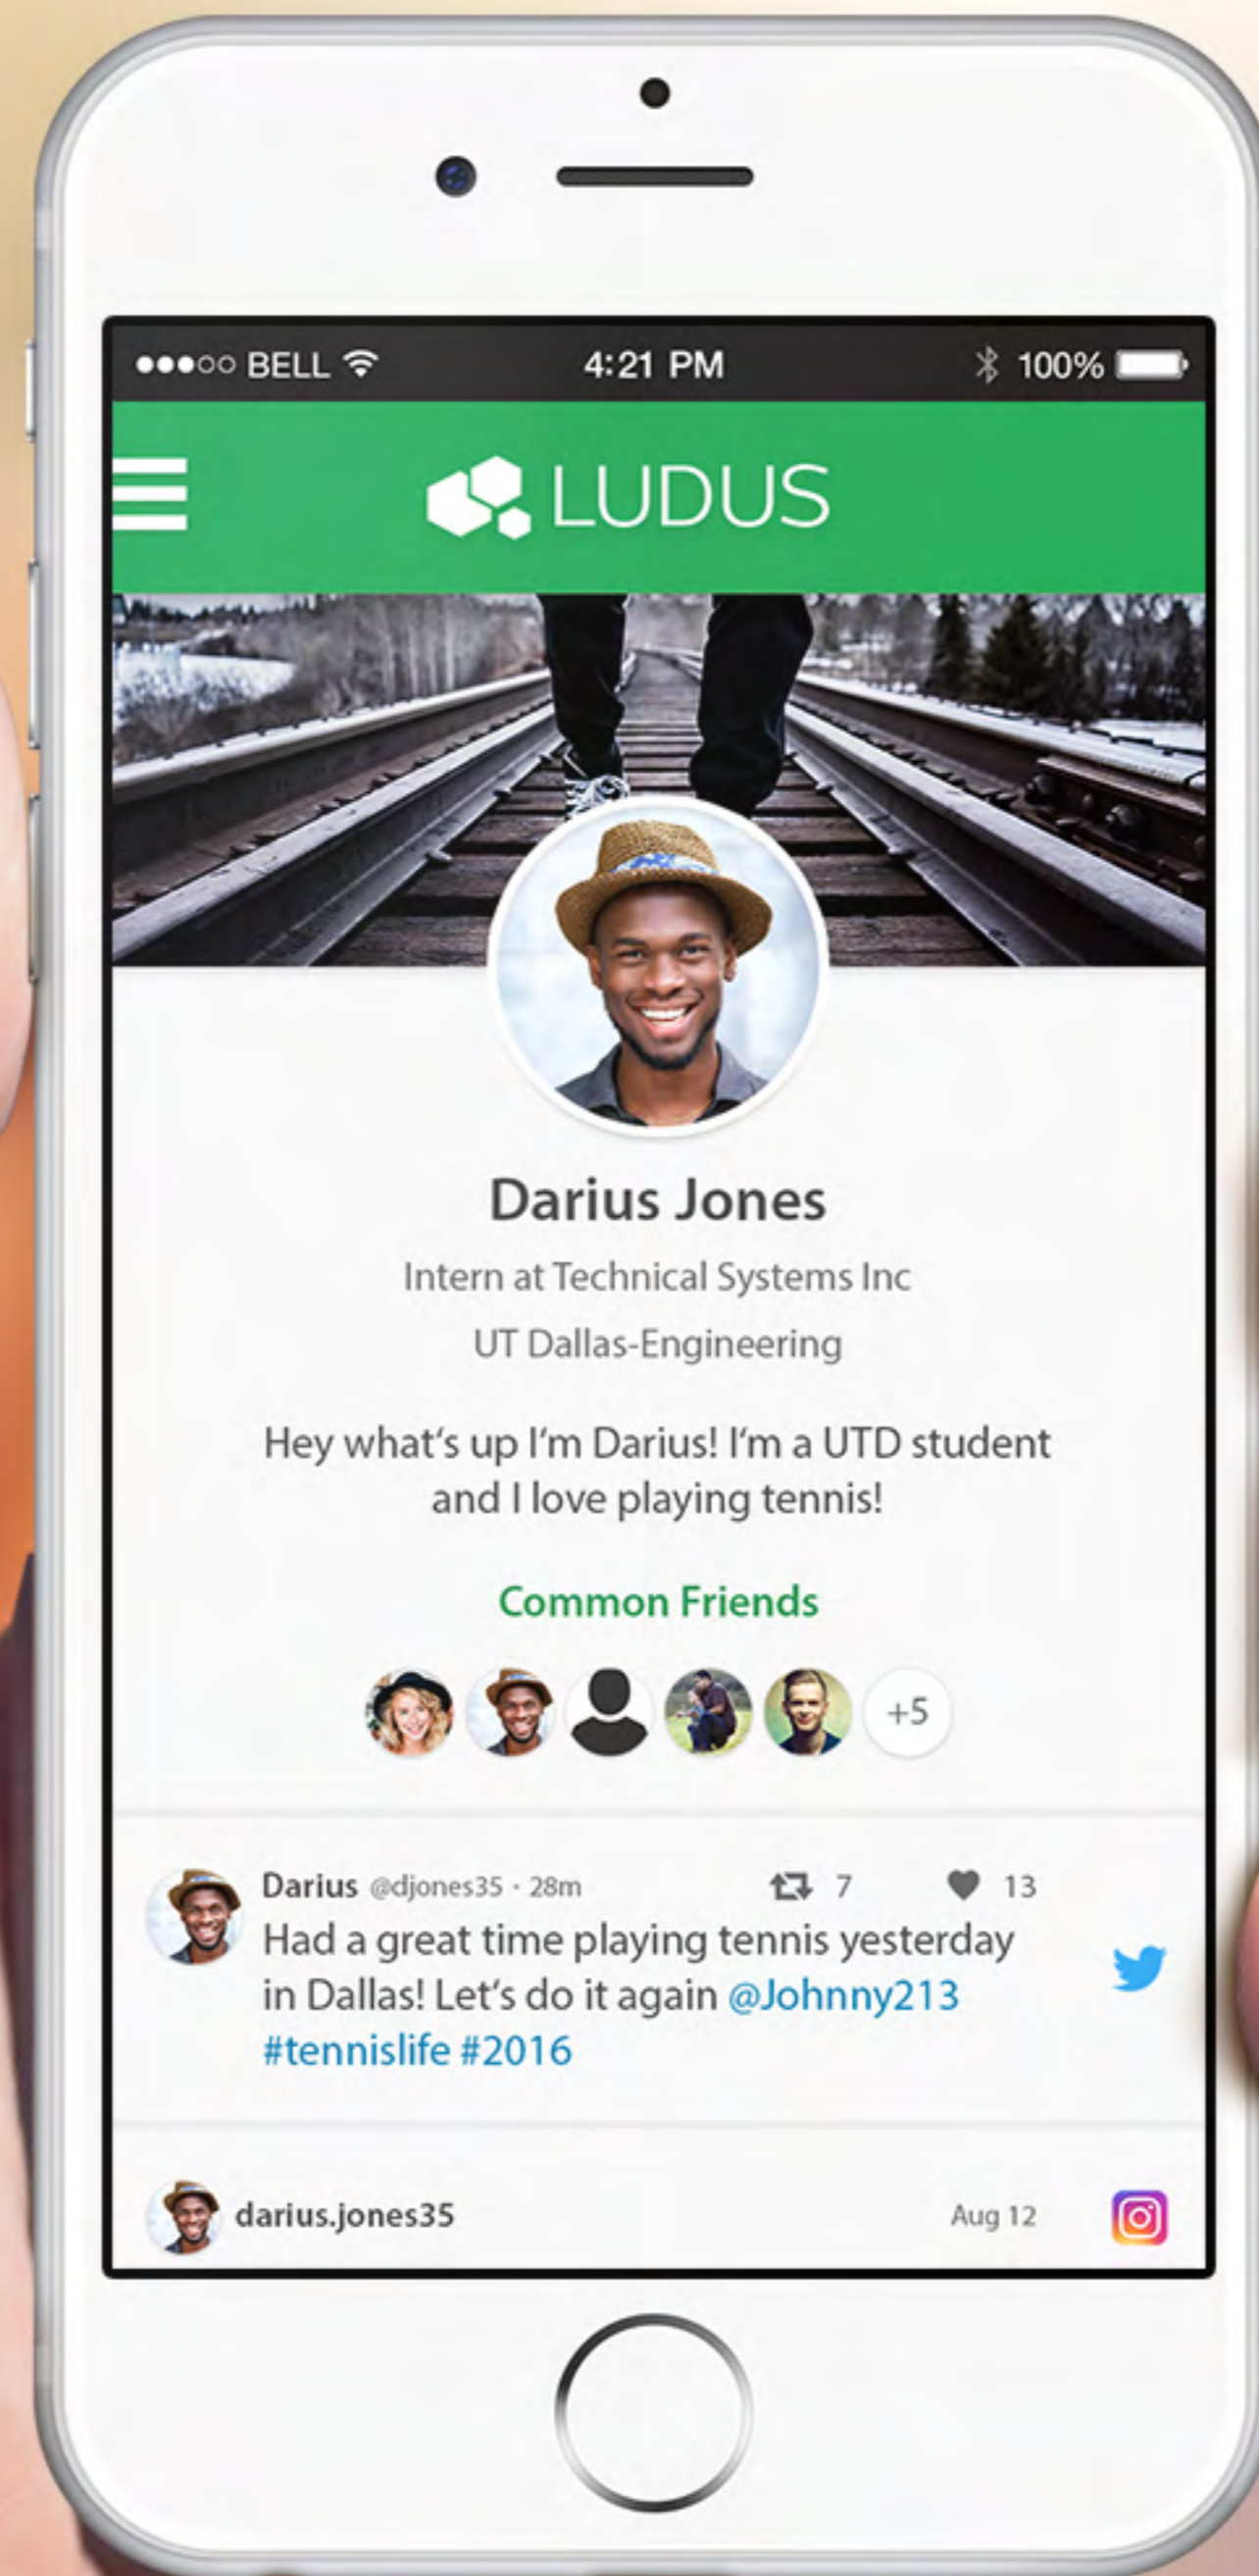 BELL 4:21 PM 100%
LUDUS
Darius Jones
Intern at Technical Systems Inc
UT Dallas-Engineering
Hey what‘s up I‘m Darius! I‘m a UTD student
and I love playing tennis!
Common Friends
+5
Darius @djones35 · 28m 7 13
Had a great time playing tennis yesterday
in Dallas! Let‘s do it again @Johnny213
#tennislife #2016
darius.jones35 Aug 12